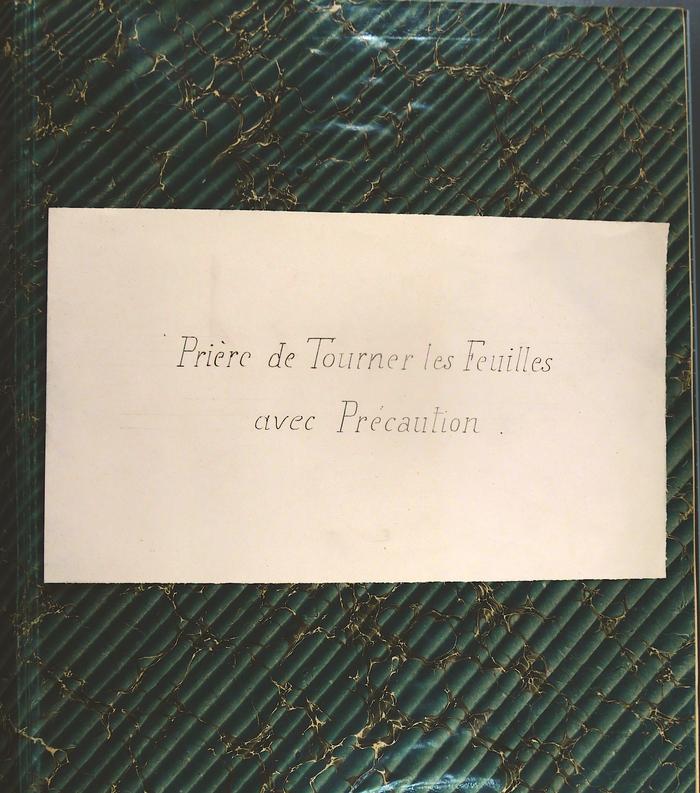 Prière de Tourner les Feuilles
avec Précaution .